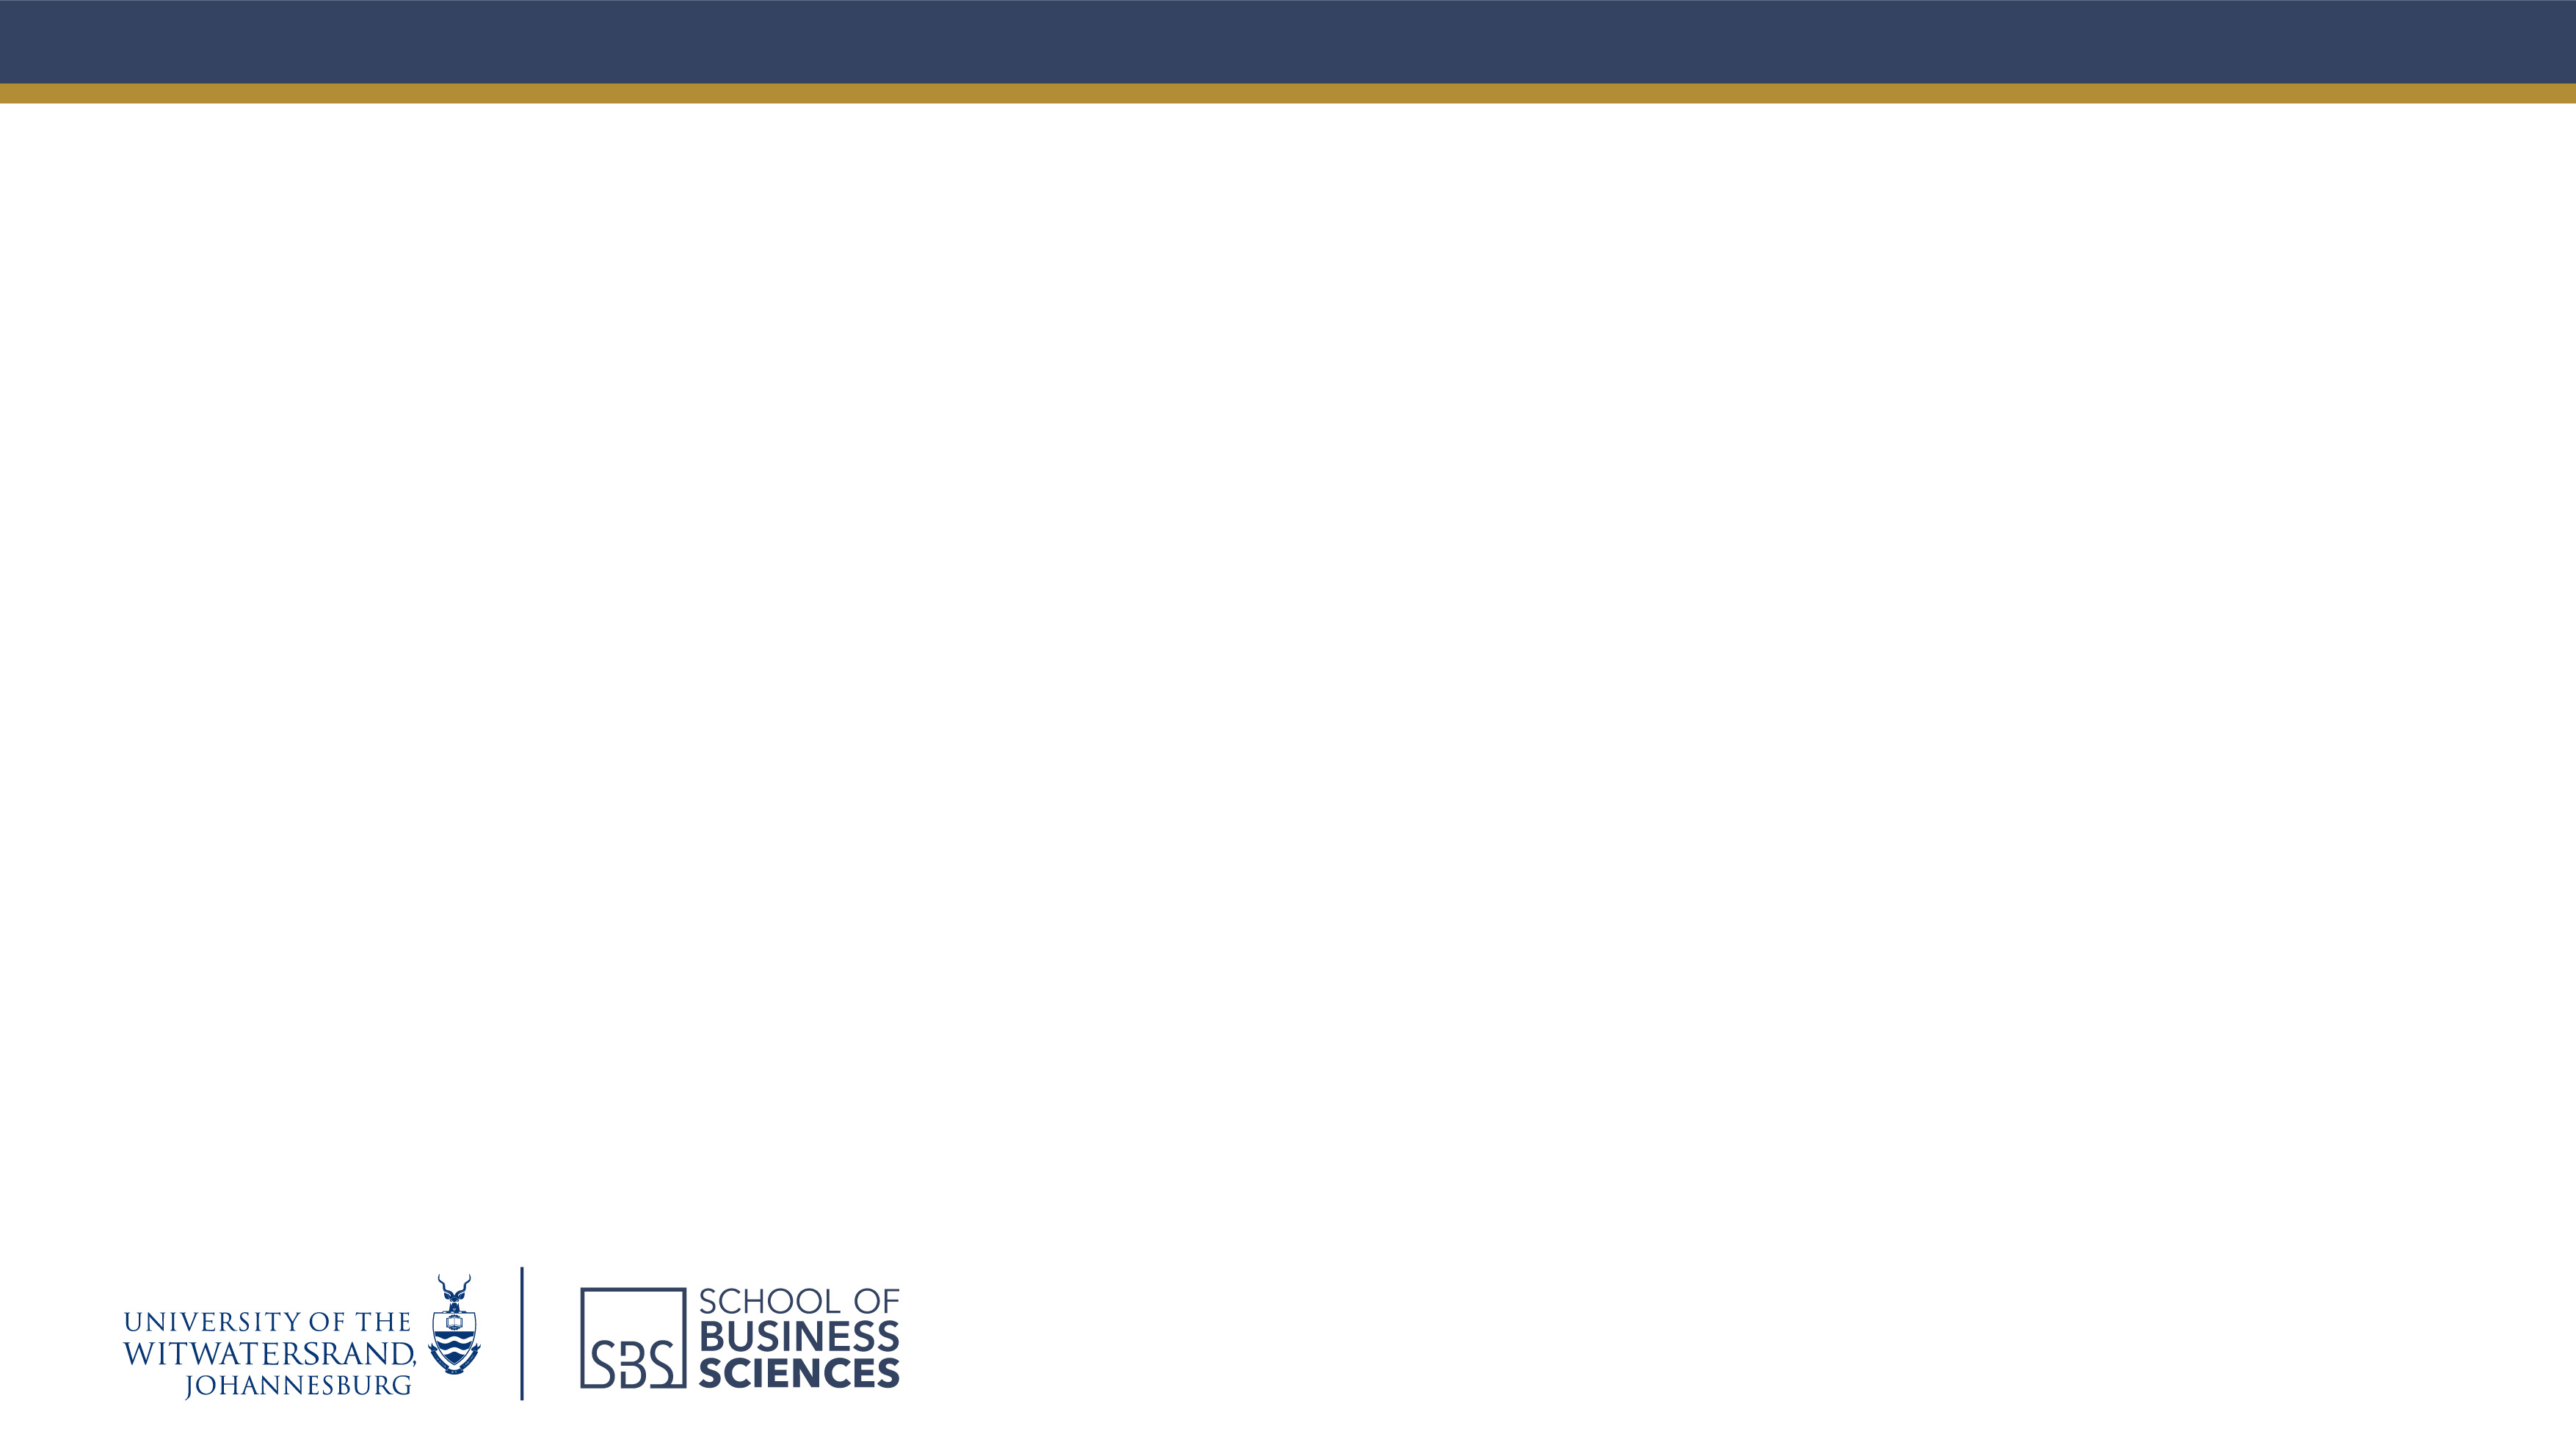 UNIVERSITY OF THE
WITWATERSRAND,
JOHANNESBURG
SBS
SCHOOL OF
BUSINESS
SCIENCES